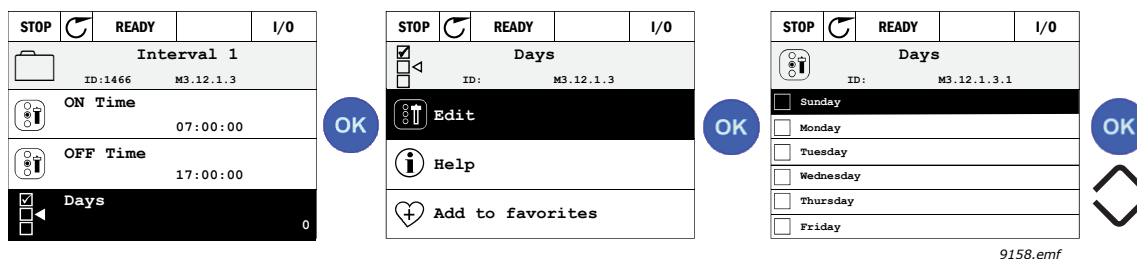 STOP READY I/O
Interval 1
ID:1466 M3.12.1.3
ON Time
07:00:00
OFF Time
17:00:00
Days
0
OK
STOP READY I/O
Days
ID: M3.12.1.3
Edit
Help
Add to favorites
OK
STOP READY I/O
Days
ID: M3.12.1.3.1
Sunday
Monday
Tuesday
Wednesday
Thursday
Friday
OK
9158.emf